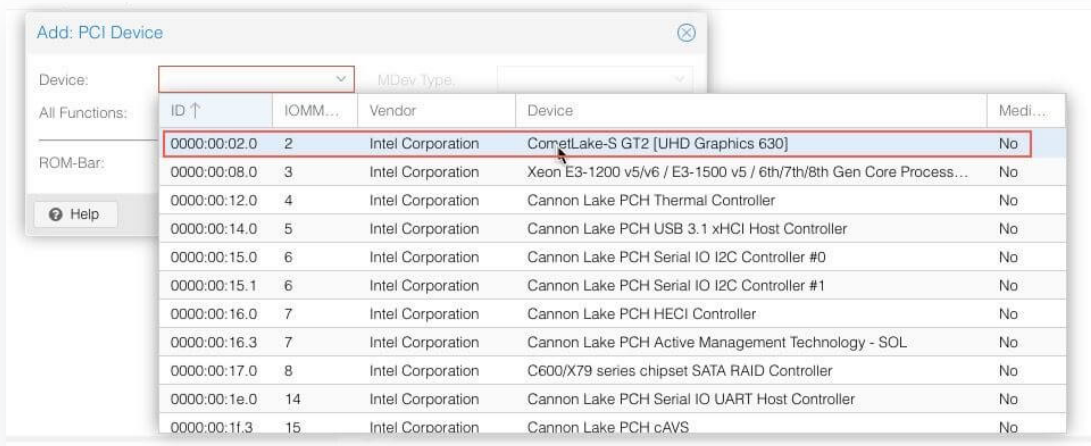 Add: PCI Device
Device: MDev Type:
All Functions:
ROM-Bar:
Help
ID ↑ IOMM... Vendor Device Medi...
0000:00:02.0 2 Intel Corporation CometLake-S GT2 [UHD Graphics 630] No
0000:00:08.0 3 Intel Corporation Xeon E3-1200 v5/v6 / E3-1500 v5 / 6th/7th/8th Gen Core Process... No
0000:00:12.0 4 Intel Corporation Cannon Lake PCH Thermal Controller No
0000:00:14.0 5 Intel Corporation Cannon Lake PCH USB 3.1 xHCI Host Controller No
0000:00:15.0 6 Intel Corporation Cannon Lake PCH Serial IO I2C Controller #0 No
0000:00:15.1 6 Intel Corporation Cannon Lake PCH Serial IO I2C Controller #1 No
0000:00:16.0 7 Intel Corporation Cannon Lake PCH HECI Controller No
0000:00:16.3 7 Intel Corporation Cannon Lake PCH Active Management Technology - SOL No
0000:00:17.0 8 Intel Corporation C600/X79 series chipset SATA RAID Controller No
0000:00:1e.0 14 Intel Corporation Cannon Lake PCH Serial IO UART Host Controller No
0000:00:1f.3 15 Intel Corporation Cannon Lake PCH cAVS No